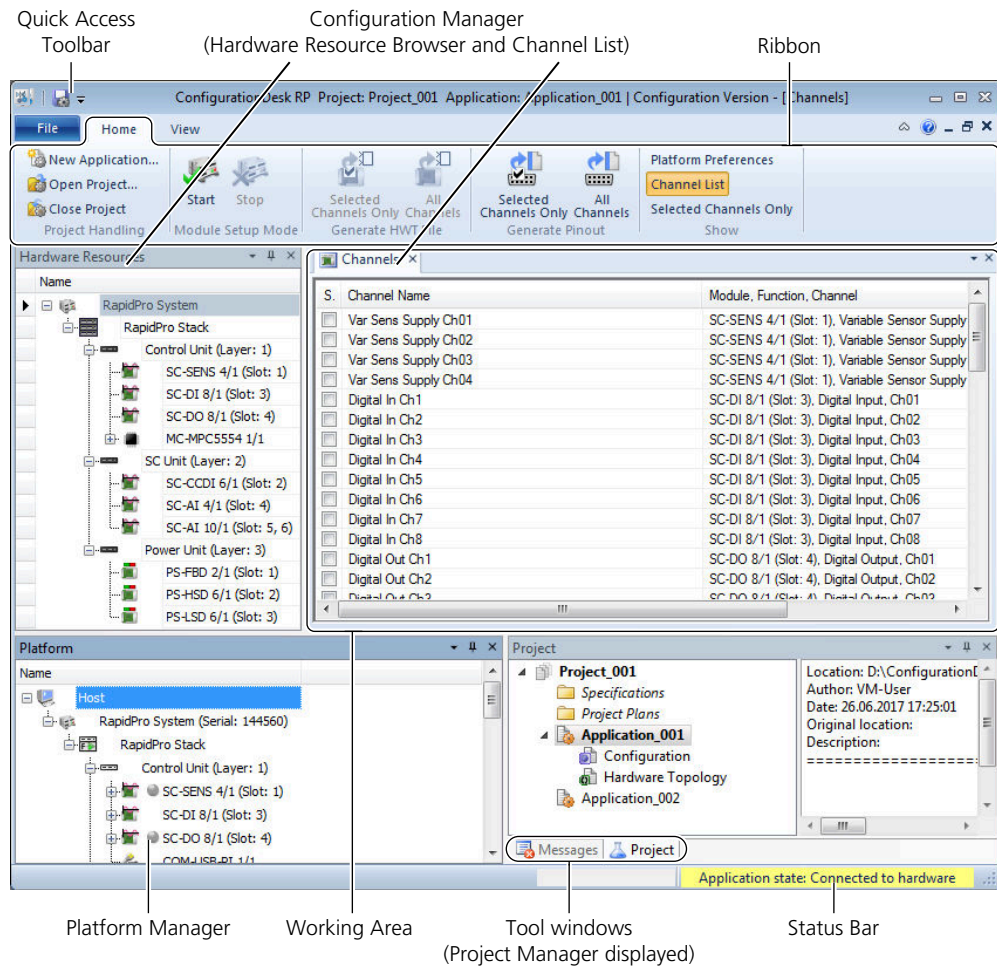 Quick Access
Toolbar
Configuration Manager
(Hardware Resource Browser and Channel List)
Ribbon
ConfigurationDesk RP Project: Project_001 Application: Application_001 | Configuration Version - [Channels]
File Home View
New Application...
Open Project...
Close Project
Project Handling
Start Stop
Module Setup Mode
Selected All
Channels Only Channels
Generate HWT File
Selected All
Channels Only Channels
Generate Pinout
Platform Preferences
Channel List
Selected Channels Only
Show
Hardware Resources
Name
RapidPro System
RapidPro Stack
Control Unit (Layer: 1)
SC-SENS 4/1 (Slot: 1)
SC-DI 8/1 (Slot: 3)
SC-DO 8/1 (Slot: 4)
MC-MPC5554 1/1
SC Unit (Layer: 2)
SC-CCDI 6/1 (Slot: 2)
SC-AI 4/1 (Slot: 4)
SC-AI 10/1 (Slot: 5, 6)
Power Unit (Layer: 3)
PS-FBD 2/1 (Slot: 1)
PS-HSD 6/1 (Slot: 2)
PS-LSD 6/1 (Slot: 3)
Channels
S. Channel Name Module, Function, Channel
Var Sens Supply Ch01 SC-SENS 4/1 (Slot: 1), Variable Sensor Supply
Var Sens Supply Ch02 SC-SENS 4/1 (Slot: 1), Variable Sensor Supply
Var Sens Supply Ch03 SC-SENS 4/1 (Slot: 1), Variable Sensor Supply
Var Sens Supply Ch04 SC-SENS 4/1 (Slot: 1), Variable Sensor Supply
Digital In Ch1 SC-DI 8/1 (Slot: 3), Digital Input, Ch01
Digital In Ch2 SC-DI 8/1 (Slot: 3), Digital Input, Ch02
Digital In Ch3 SC-DI 8/1 (Slot: 3), Digital Input, Ch03
Digital In Ch4 SC-DI 8/1 (Slot: 3), Digital Input, Ch04
Digital In Ch5 SC-DI 8/1 (Slot: 3), Digital Input, Ch05
Digital In Ch6 SC-DI 8/1 (Slot: 3), Digital Input, Ch06
Digital In Ch7 SC-DI 8/1 (Slot: 3), Digital Input, Ch07
Digital In Ch8 SC-DI 8/1 (Slot: 3), Digital Input, Ch08
Digital Out Ch1 SC-DO 8/1 (Slot: 4), Digital Output, Ch01
Digital Out Ch2 SC-DO 8/1 (Slot: 4), Digital Output, Ch02
Digital Out Ch3 SC-DO 8/1 (Slot: 4), Digital Output, Ch03
Platform
Name
Host
RapidPro System (Serial: 144560)
RapidPro Stack
Control Unit (Layer: 1)
SC-SENS 4/1 (Slot: 1)
SC-DI 8/1 (Slot: 3)
SC-DO 8/1 (Slot: 4)
COM-USB-PI 1/1
Project
Project_001
Specifications
Project Plans
Application_001
Configuration
Hardware Topology
Application_002
Location: D:\ConfigurationD
Author: VM-User
Date: 26.06.2017 17:25:01
Original location:
Description:
===================
Messages Project
Application state: Connected to hardware
Platform Manager
Working Area
Tool windows
(Project Manager displayed)
Status Bar